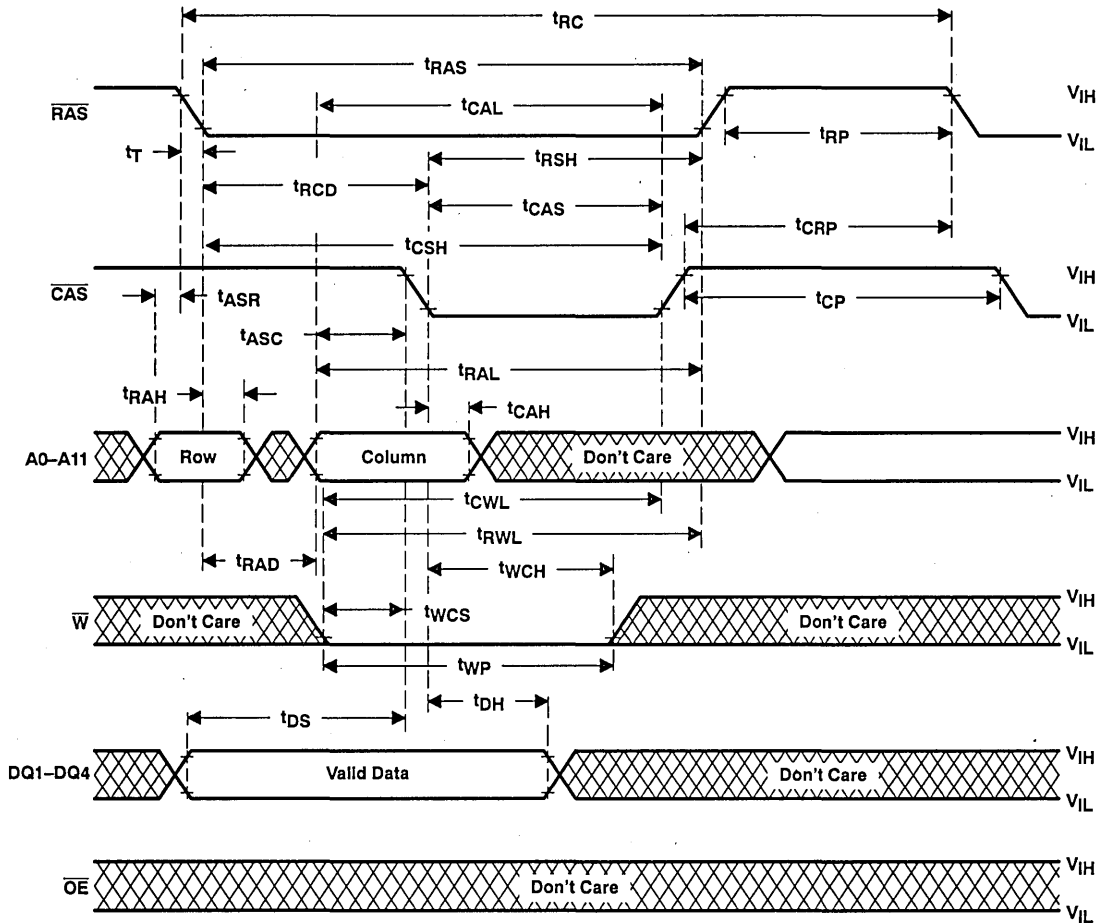 tRC
tRAS
VIH
RAS
tCAL
tRP
VIL
tT
tRSH
tRCD
tCAS
tCRP
tCSH
VIH
CAS
tASR
tCP
VIL
tASC
tRAL
tRAH
tCAH
VIH
A0–A11
Row
Column
Don't Care
VIL
tCWL
tRWL
tRAD
tWCH
VIH
W
Don't Care
tWCS
Don't Care
VIL
tWP
tDH
tDS
VIH
DQ1–DQ4
Valid Data
Don't Care
VIL
VIH
OE
Don't Care
VIL